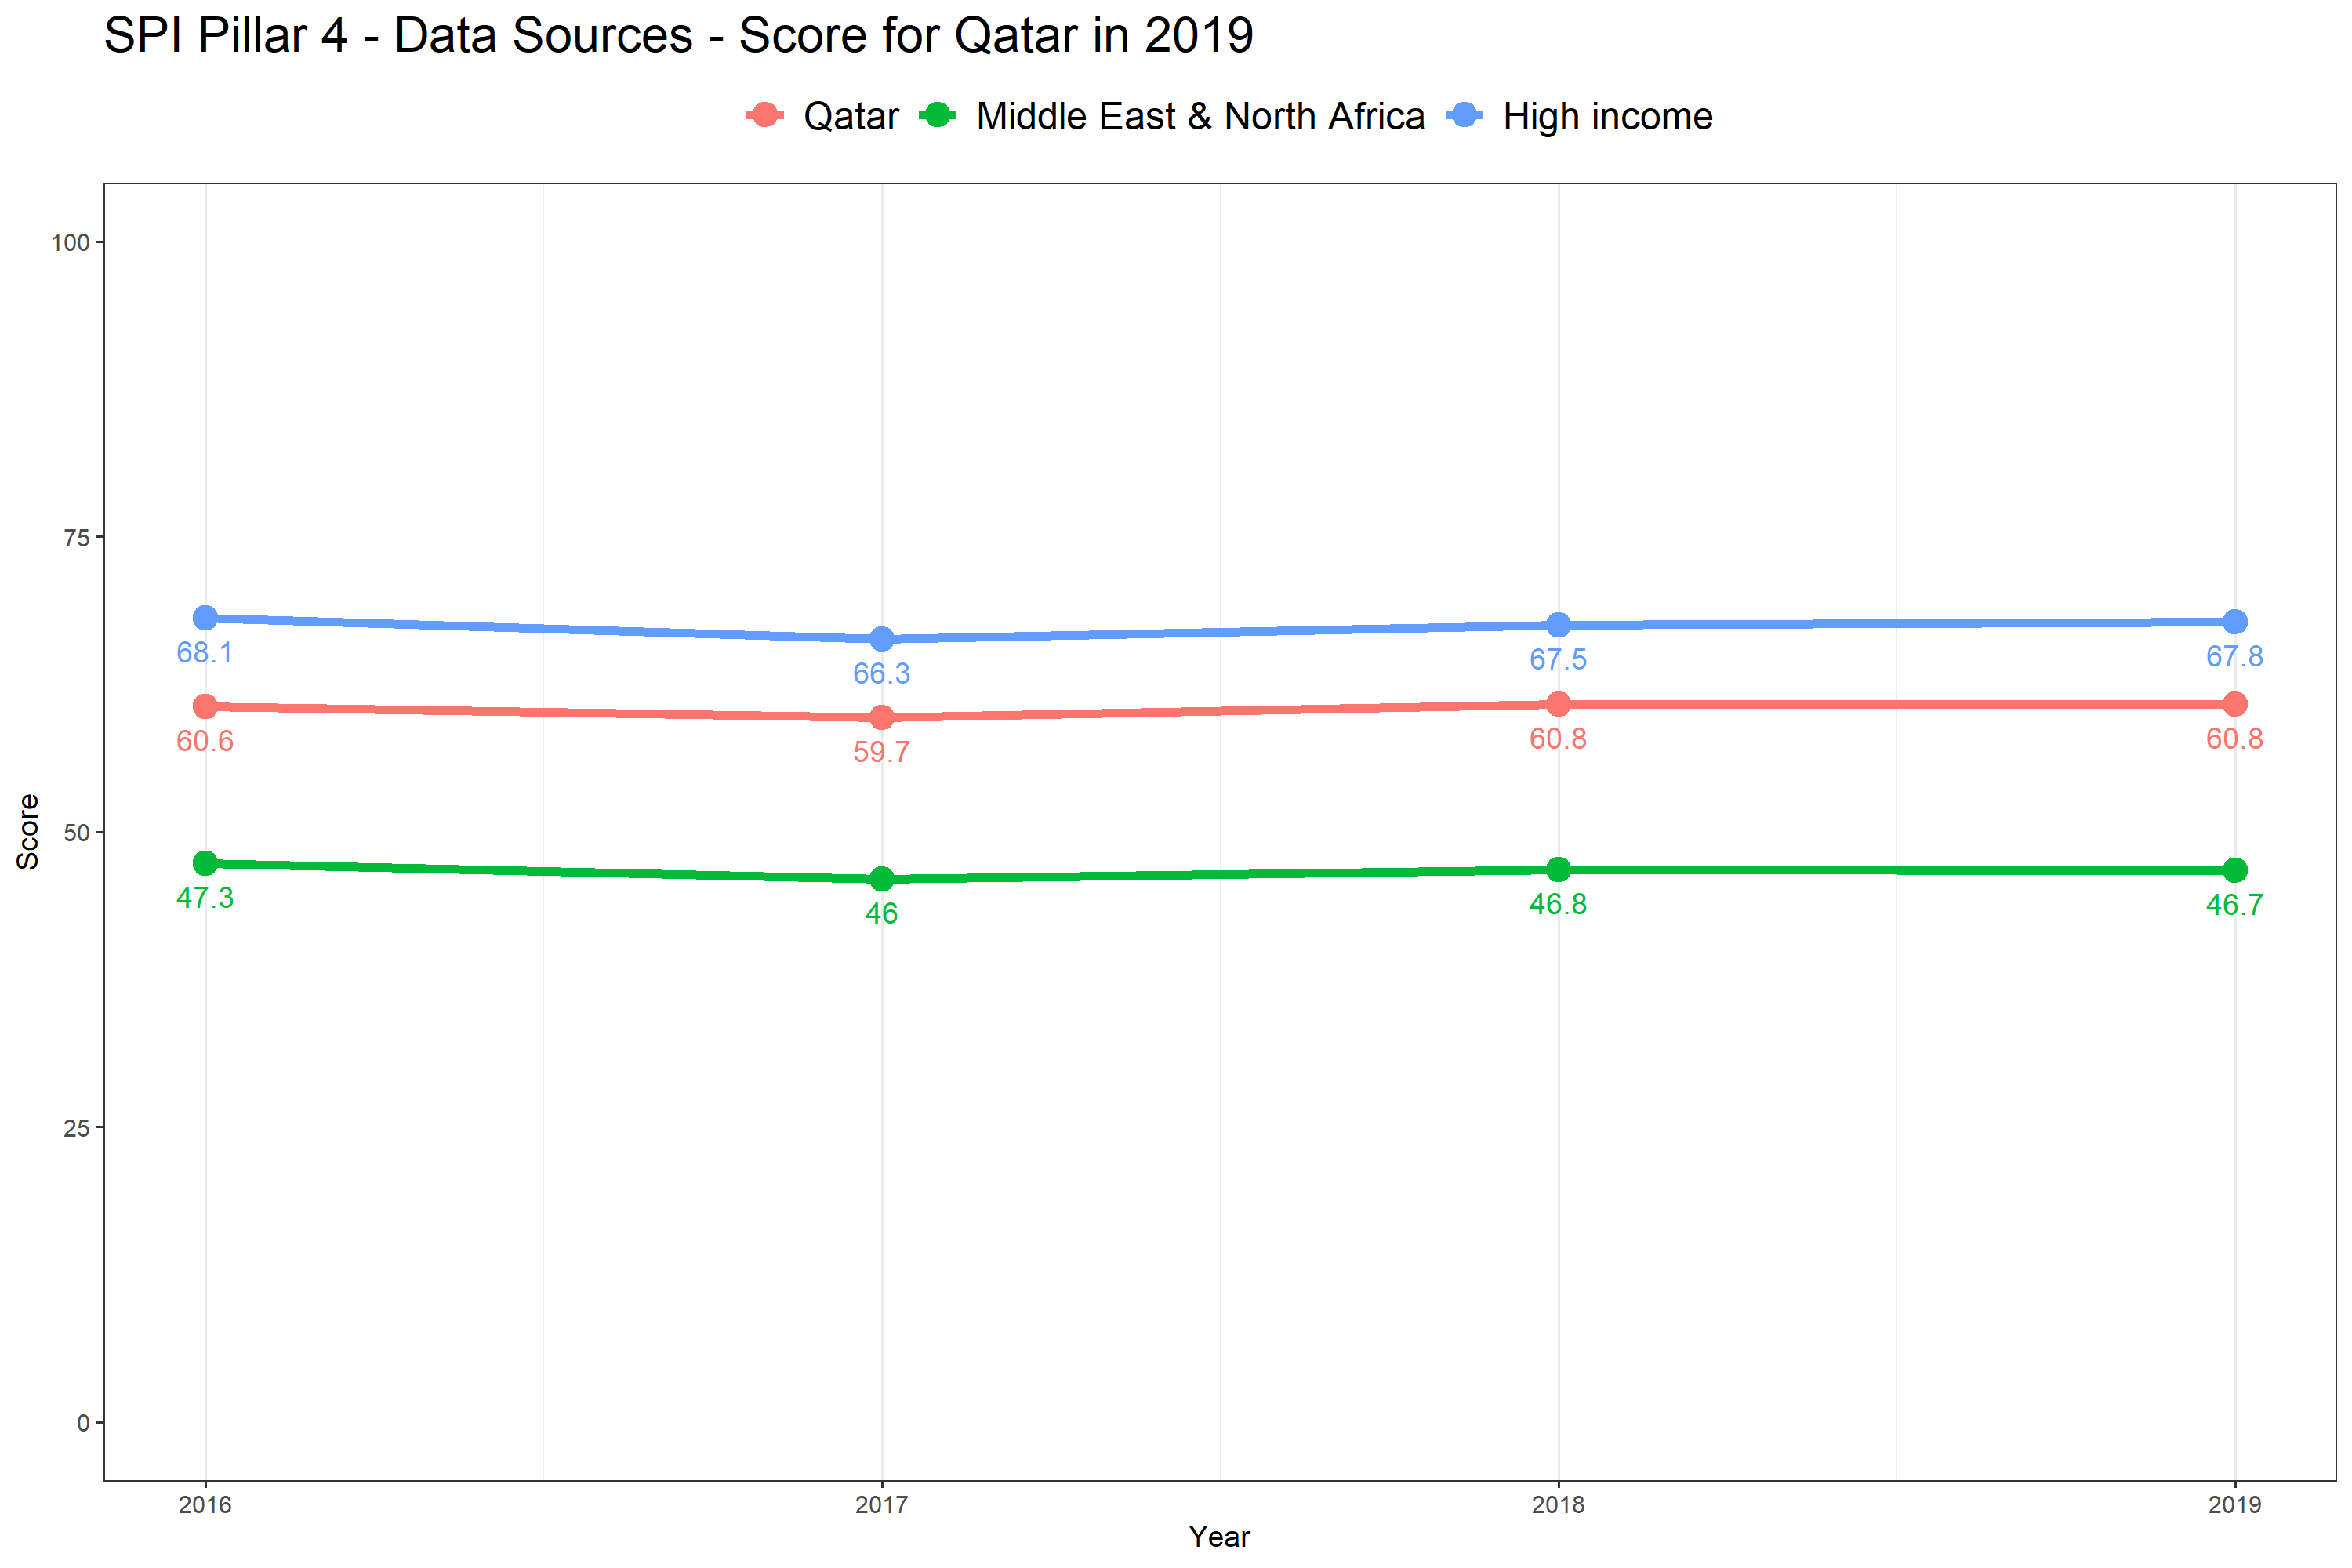 SPI Pillar 4 - Data Sources - Score for Qatar in 2019
Qatar Middle East & North Africa High income
100
75
50
25
0
Score
68.1 66.3 67.5 67.8
60.6 59.7 60.8 60.8
47.3 46 46.8 46.7
2016 2017 2018 2019
Year